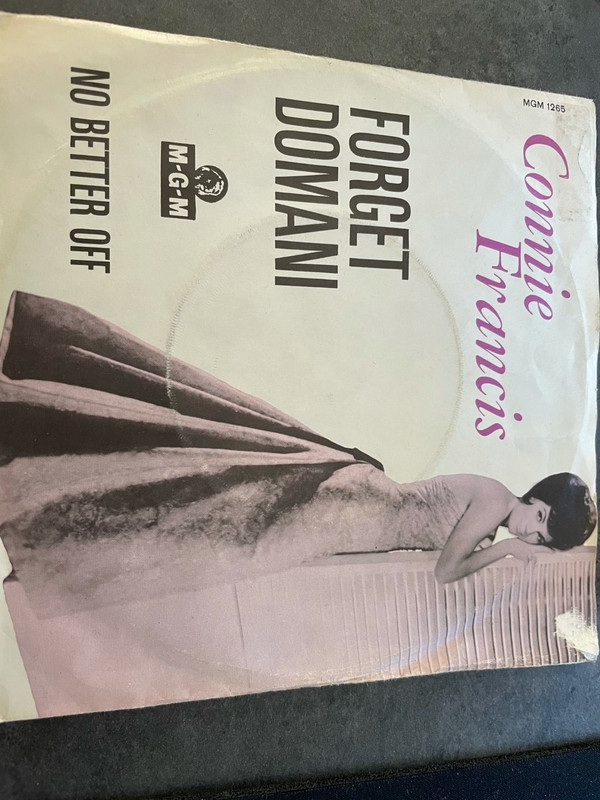 MGM 1265
Connie
Francis
FORGET
DOMANI
M-G-M
NO BETTER OFF